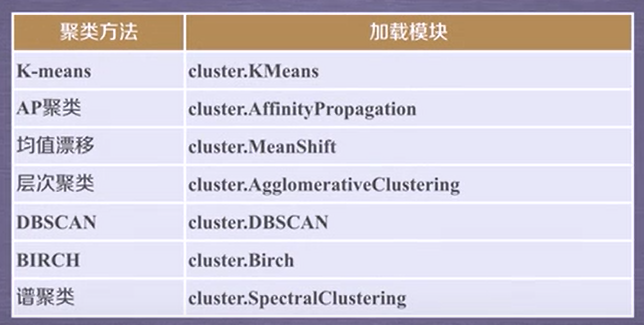 聚类方法 加载模块
K-means cluster.KMeans
AP聚类 cluster.AffinityPropagation
均值漂移 cluster.MeanShift
层次聚类 cluster.AgglomerativeClustering
DBSCAN cluster.DBSCAN
BIRCH cluster.Birch
谱聚类 cluster.SpectralClustering